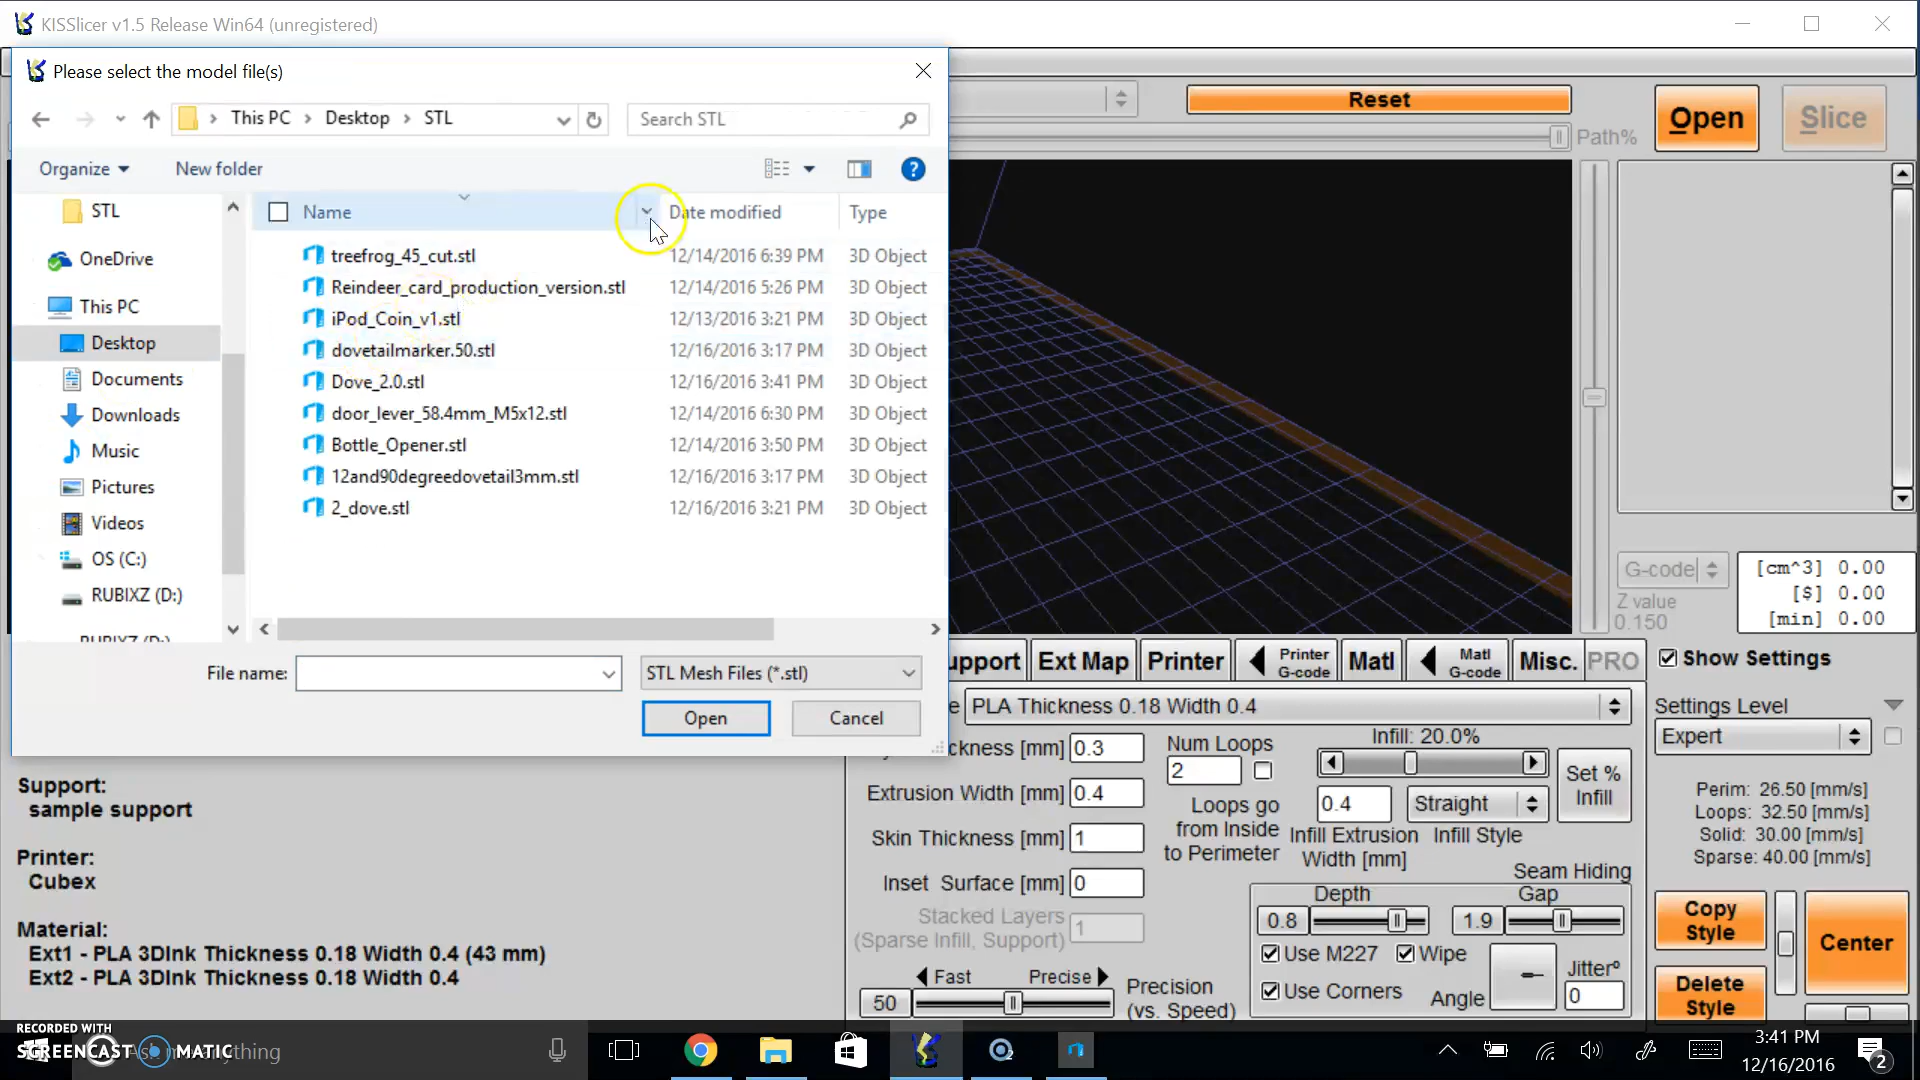 KISSlicer v1.5 Release Win64 (unregistered)
Please select the model file(s)
This PC > Desktop > STL
Search STL
Organize
New folder
STL
OneDrive
This PC
Desktop
Documents
Downloads
Music
Pictures
Videos
OS (C:)
RUBIXZ (D:)
RUBIXZ (D:)
Name Date modified Type
treefrog_45_cut.stl 12/14/2016 6:39 PM 3D Object
Reindeer_card_production_version.stl 12/14/2016 5:26 PM 3D Object
iPod_Coin_v1.stl 12/13/2016 3:21 PM 3D Object
dovetailmarker.50.stl 12/16/2016 3:17 PM 3D Object
Dove_2.0.stl 12/16/2016 3:41 PM 3D Object
door_lever_58.4mm_M5x12.stl 12/14/2016 6:30 PM 3D Object
Bottle_Opener.stl 12/14/2016 3:50 PM 3D Object
12and90degreedovetail3mm.stl 12/16/2016 3:17 PM 3D Object
2_dove.stl 12/16/2016 3:21 PM 3D Object
File name:
STL Mesh Files (*.stl)
Open
Cancel
Reset
Path%
Open
Slice
G-code
Z value
0.150
[cm^3] 0.00
[$] 0.00
[min] 0.00
Ext Map
Printer
Printer
G-code
Matl
Matl
G-code
Misc.
PRO
Show Settings
PLA Thickness 0.18 Width 0.4
0.3
Extrusion Width [mm] 0.4
Skin Thickness [mm] 1
Inset Surface [mm] 0
Stacked Layers
(Sparse Infill, Support) 1
Fast Precise
50
Precision
(vs. Speed)
Num Loops
2
Loops go
from Inside
to Perimeter
Infill: 20.0%
0.4
Straight
Infill Extrusion
Width [mm]
Infill Style
Set %
Infill
Seam Hiding
Depth Gap
0.8 1.9
Use M227
Wipe
Use Corners
Angle
Jitterº
0
Settings Level
Expert
Perim: 26.50 [mm/s]
Loops: 32.50 [mm/s]
Solid: 30.00 [mm/s]
Sparse: 40.00 [mm/s]
Copy
Style
Delete
Style
Center
Support:
sample support
Printer:
Cubex
Material:
Ext1 - PLA 3DInk Thickness 0.18 Width 0.4 (43 mm)
Ext2 - PLA 3DInk Thickness 0.18 Width 0.4
RECORDED WITH
SCREENCAST MATIC
3:41 PM
12/16/2016
2